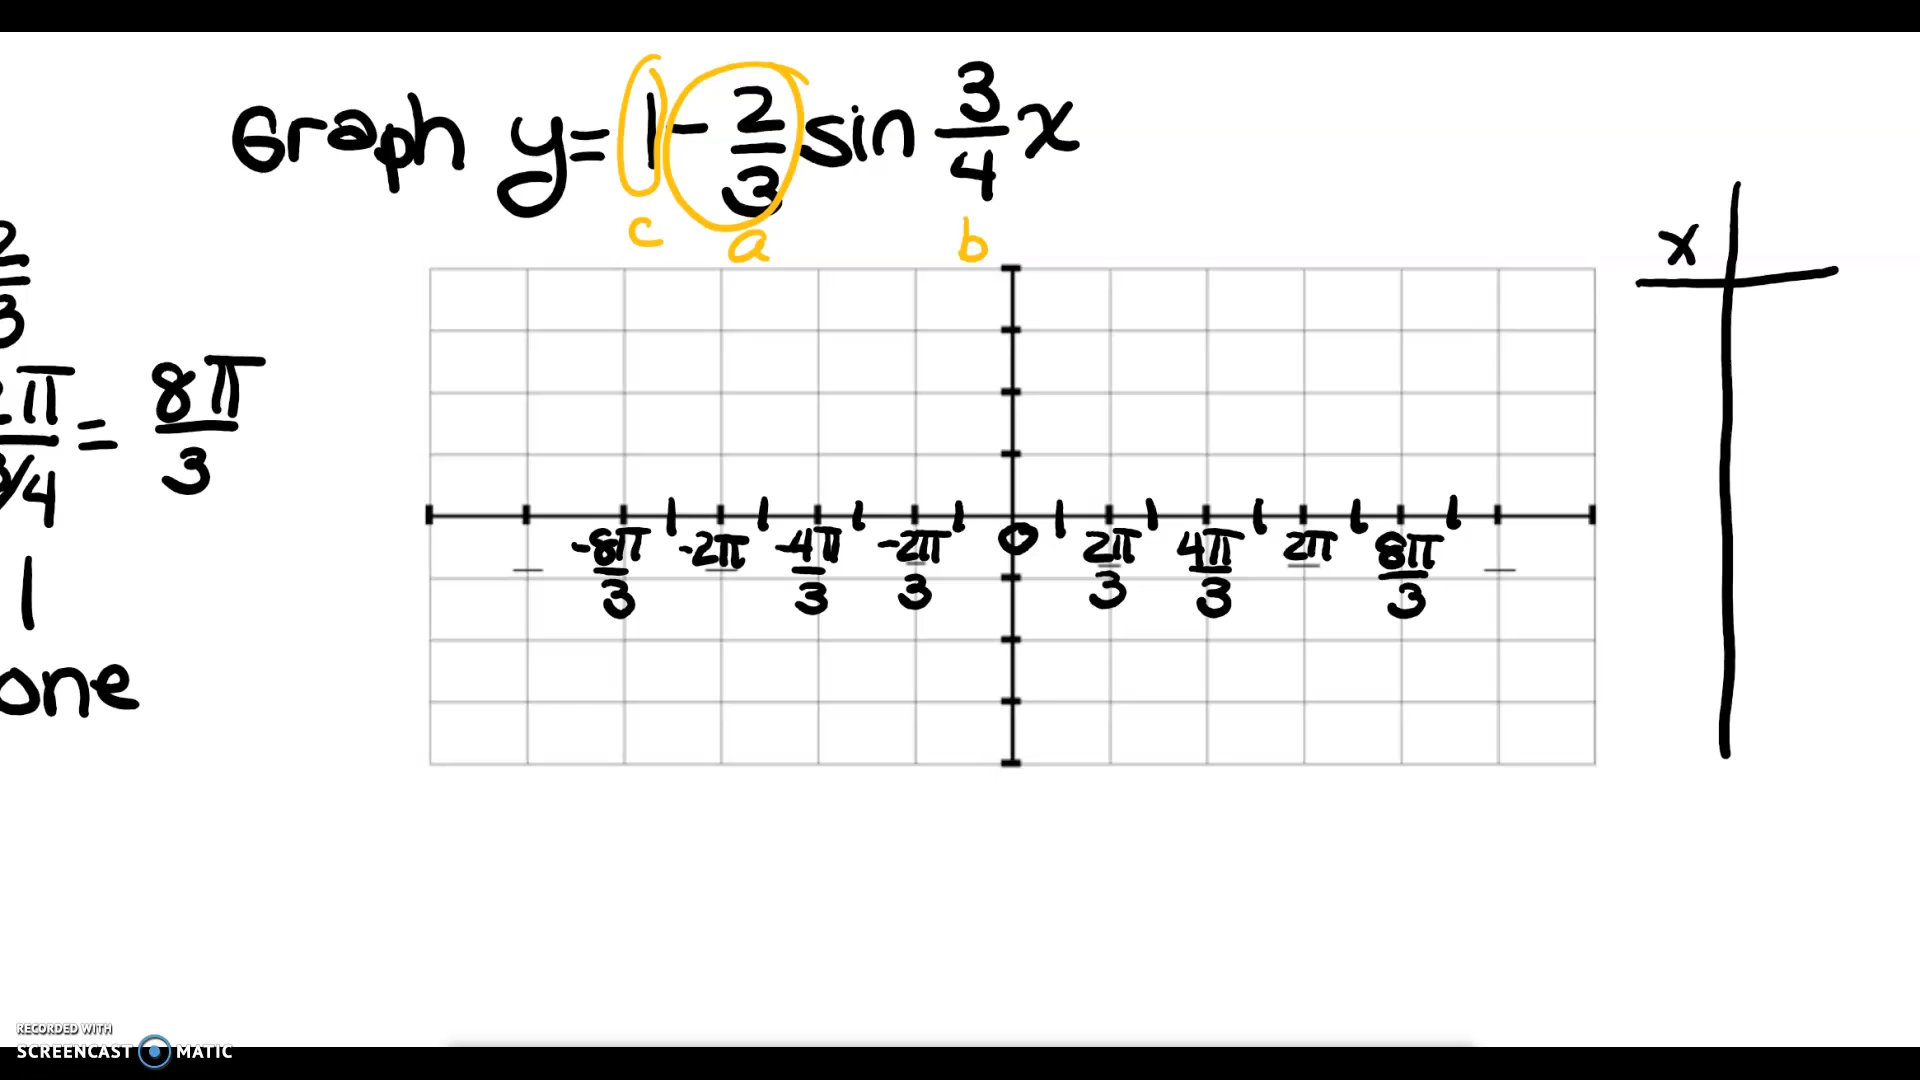 Graph y = 1 - 2/3 sin 3/4 x
c a b
2/3
x
2π / 3/4 = 8π/3
-8π/3 -2π -4π/3 -2π/3 0 2π/3 4π/3 2π 8π/3
1
one
RECORDED WITH
SCREENCAST MATIC